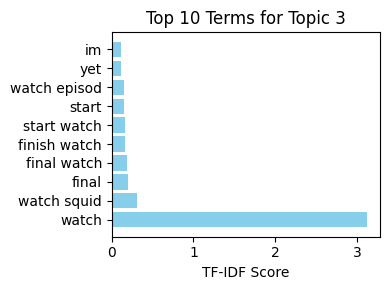 Top 10 Terms for Topic 3
im
yet
watch episod
start
start watch
finish watch
final watch
final
watch squid
watch
0 1 2 3
TF-IDF Score